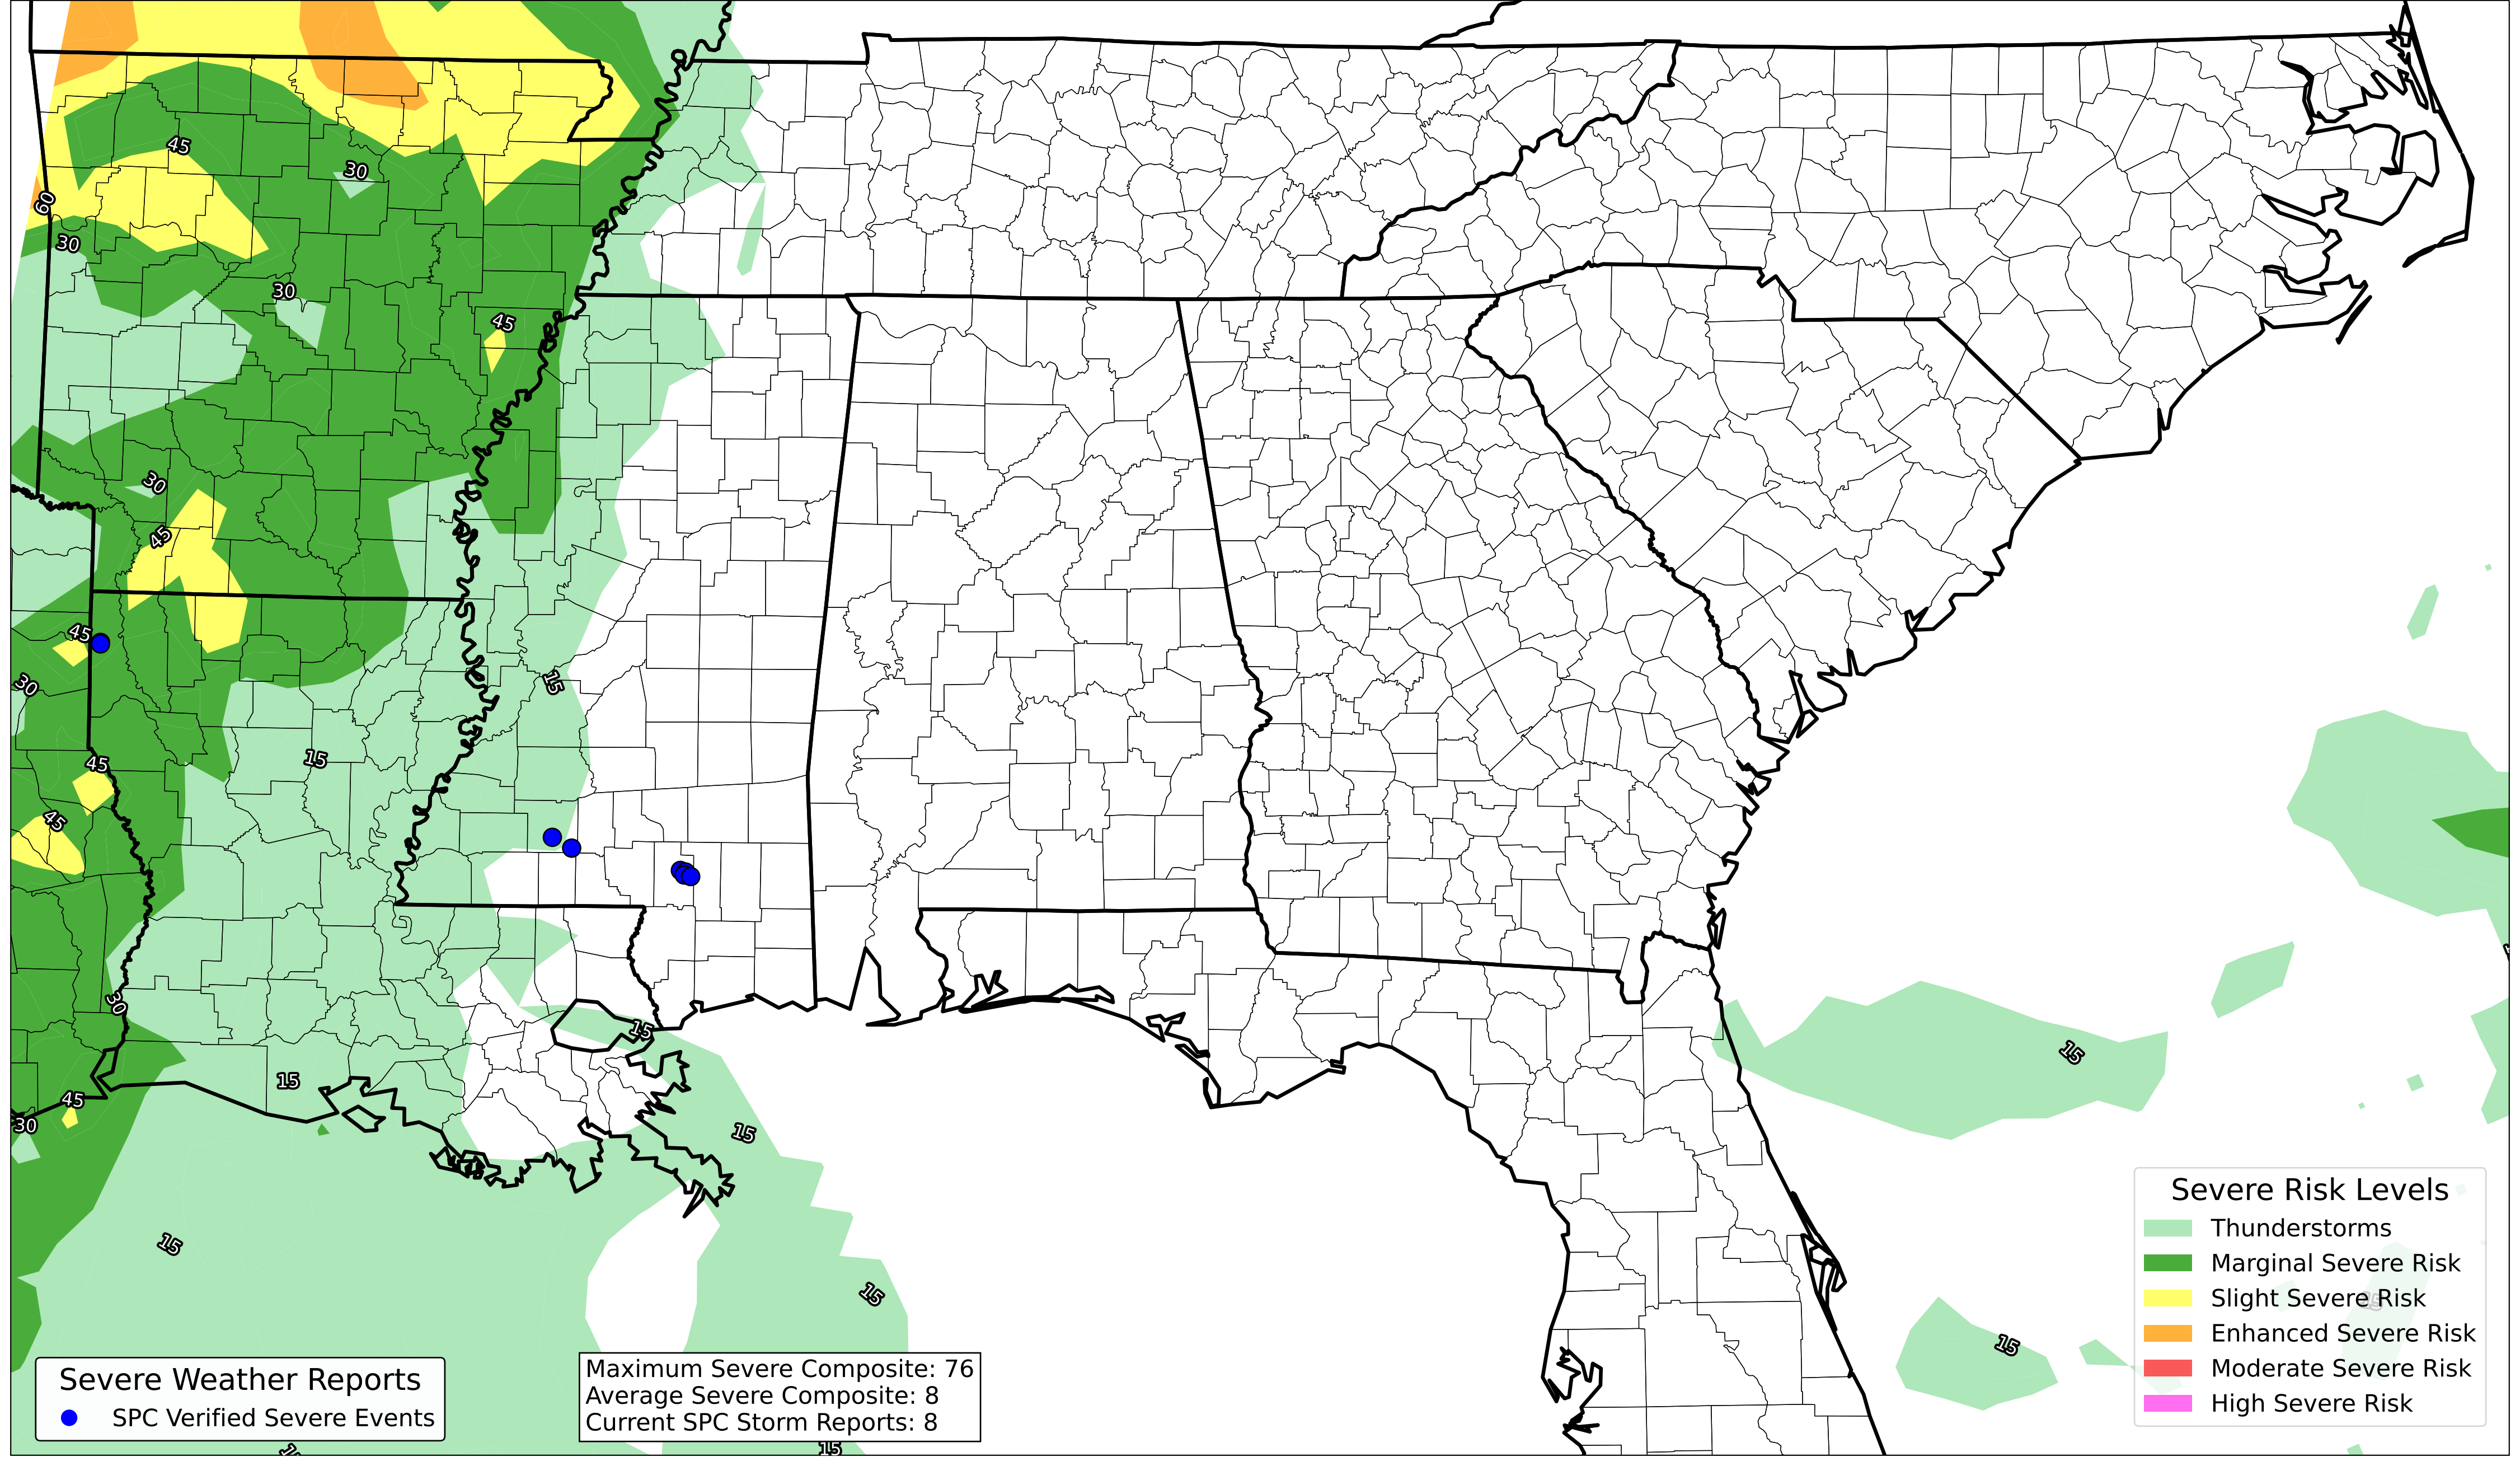 45
30
60
30
30
45
30
45
45
30
15
15
45
45
30
15
15
45
30
15
15
15
15
15
15
Severe Risk Levels
Thunderstorms
Marginal Severe Risk
Slight Severe Risk
Enhanced Severe Risk
Moderate Severe Risk
High Severe Risk
Severe Weather Reports
SPC Verified Severe Events
Maximum Severe Composite: 76
Average Severe Composite: 8
Current SPC Storm Reports: 8